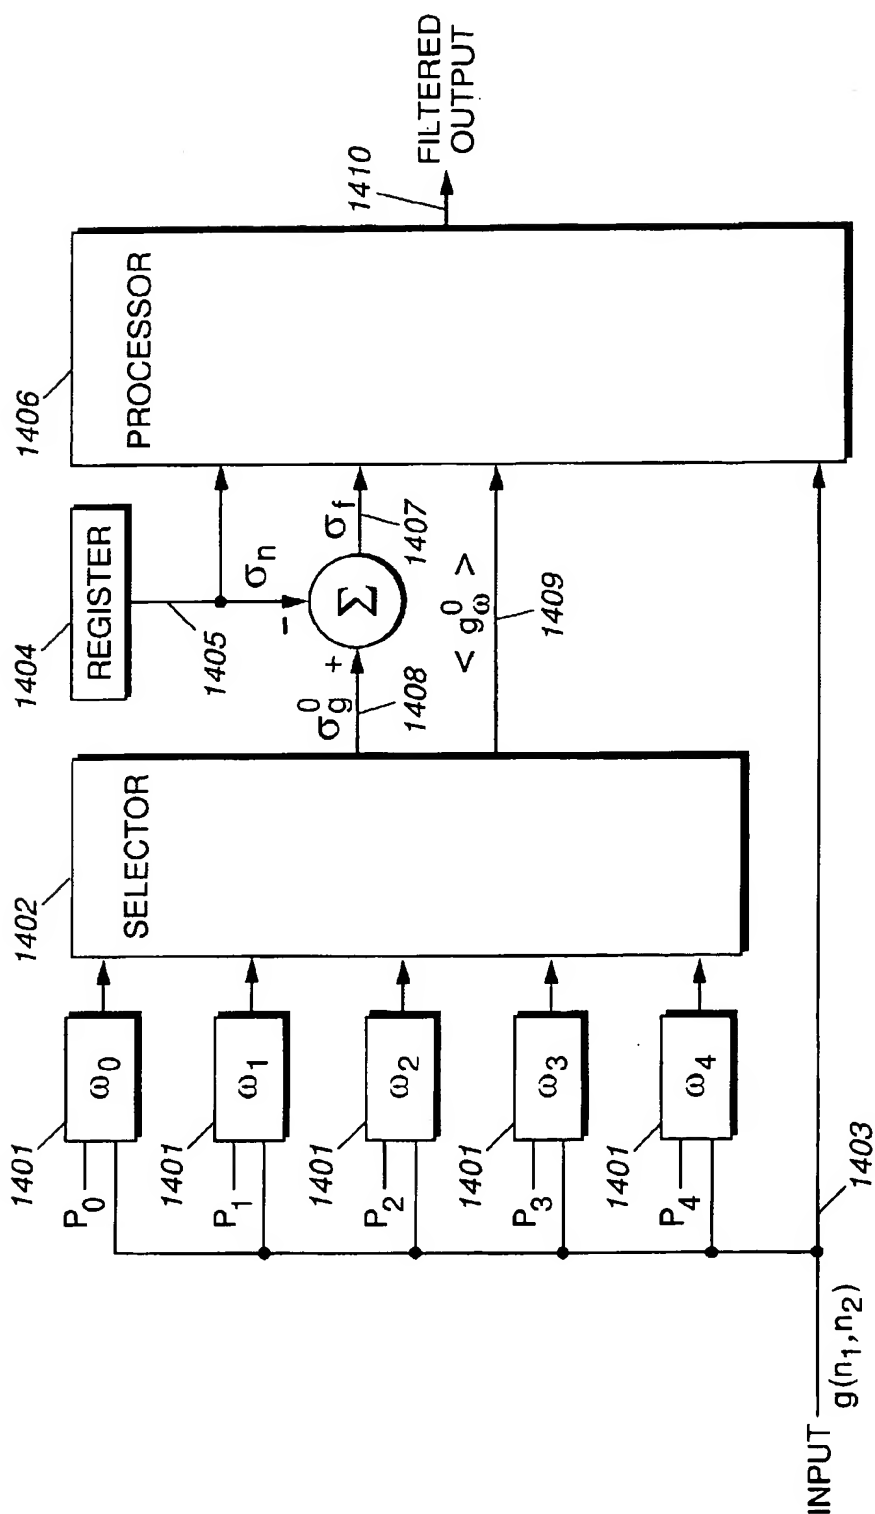 1401
P0
ω0
1401
P1
ω1
1401
P2
ω2
1401
P3
ω3
1401
P4
ω4
INPUT
g(n1,n2)
1403
1402
SELECTOR
σg0
+
1408
1404
REGISTER
1405
σn
-
Σ
σf
1407
< gω0 >
1409
1406
PROCESSOR
1410
FILTERED
OUTPUT